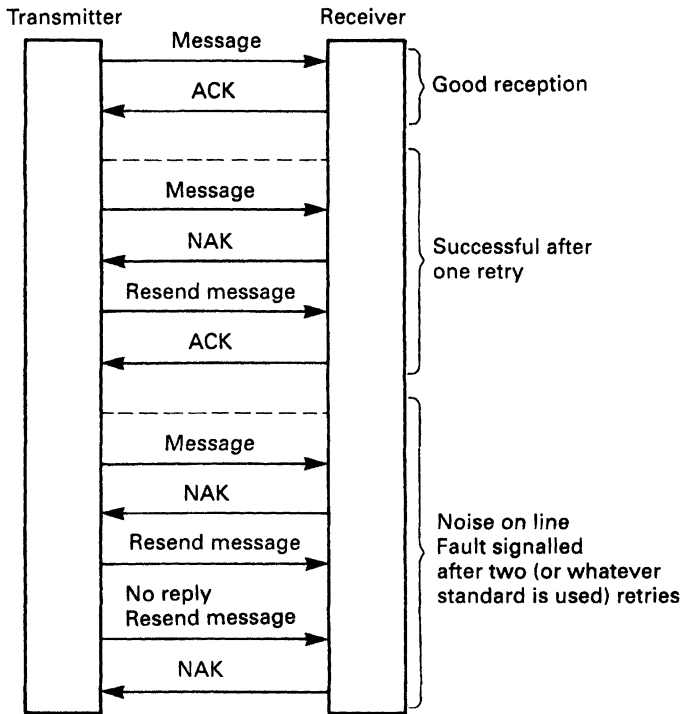 Transmitter
Receiver
Message
ACK
Good reception
Message
NAK
Resend message
ACK
Successful after
one retry
Message
NAK
Resend message
No reply
Resend message
NAK
Noise on line
Fault signalled
after two (or whatever
standard is used) retries